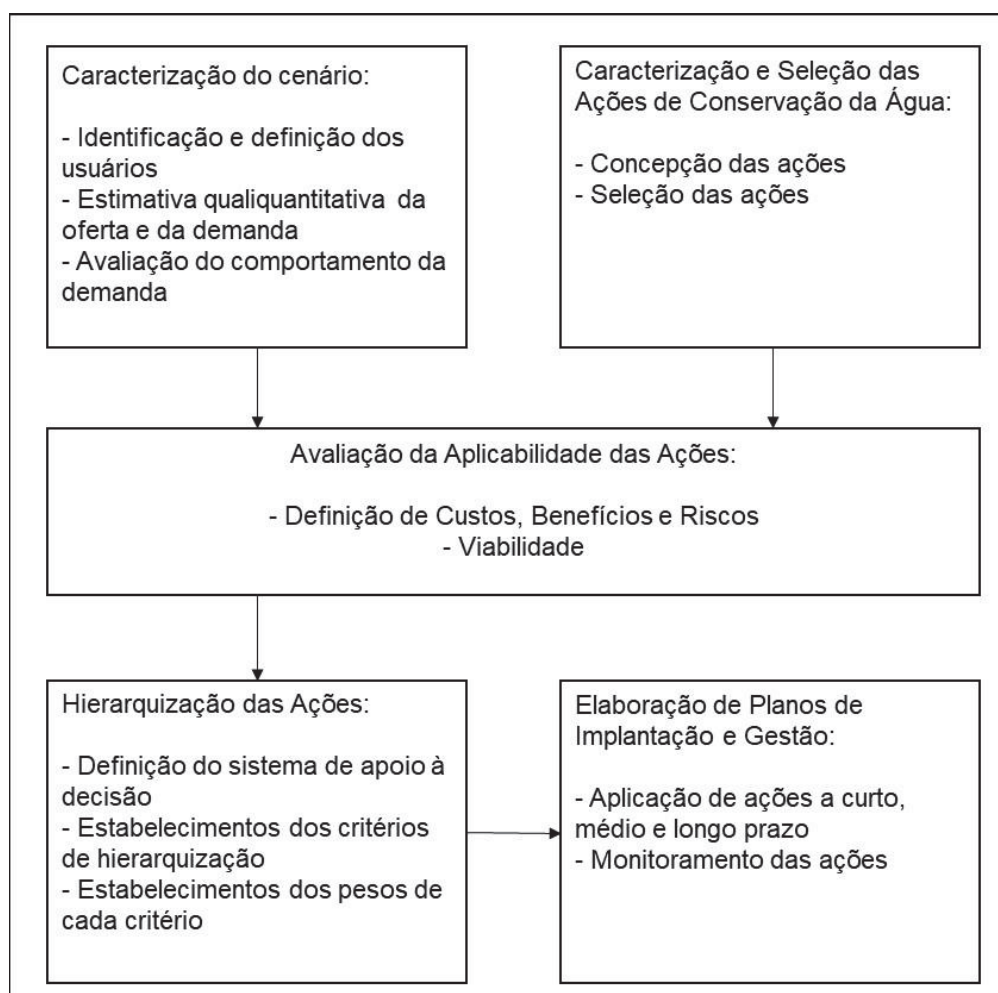 Caracterização do cenário:
- Identificação e definição dos
usuários
- Estimativa qualiquantitativa da
oferta e da demanda
- Avaliação do comportamento da
demanda
Caracterização e Seleção das
Ações de Conservação da Água:
- Concepção das ações
- Seleção das ações
Avaliação da Aplicabilidade das Ações:
- Definição de Custos, Benefícios e Riscos
- Viabilidade
Hierarquização das Ações:
- Definição do sistema de apoio à
decisão
- Estabelecimentos dos critérios
de hierarquização
- Estabelecimentos dos pesos de
cada critério
Elaboração de Planos de
Implantação e Gestão:
- Aplicação de ações a curto,
médio e longo prazo
- Monitoramento das ações